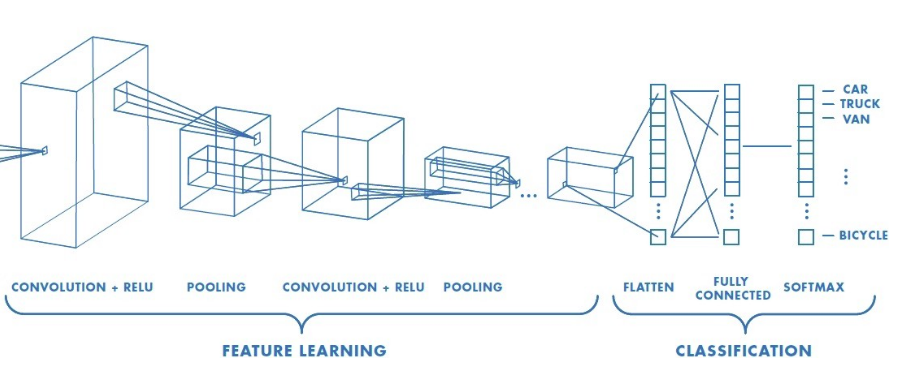 CAR
TRUCK
VAN
BICYCLE
CONVOLUTION + RELU
POOLING
CONVOLUTION + RELU
POOLING
FLATTEN
FULLY
CONNECTED
SOFTMAX
FEATURE LEARNING
CLASSIFICATION